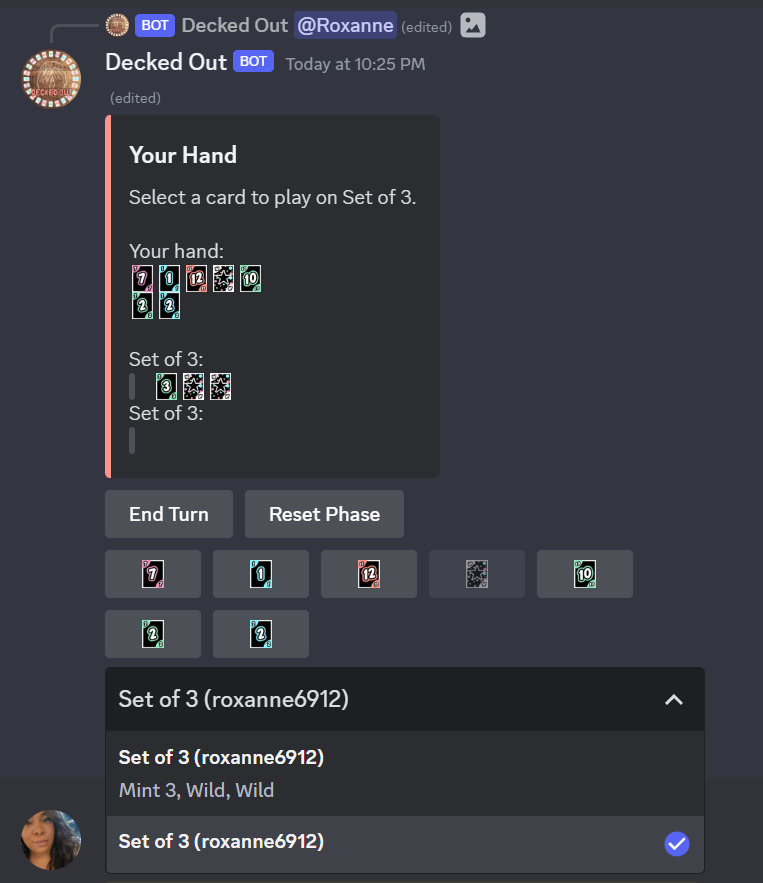 BOT Decked Out @Roxanne (edited)
Decked Out BOT Today at 10:25 PM
(edited)
Your Hand
Select a card to play on Set of 3.
Your hand:
7 1 12 10
2 2
Set of 3:
3
Set of 3:
End Turn Reset Phase
7 1 12 10
2 2
Set of 3 (roxanne6912)
Set of 3 (roxanne6912)
Mint 3, Wild, Wild
Set of 3 (roxanne6912)
DECKED OUT